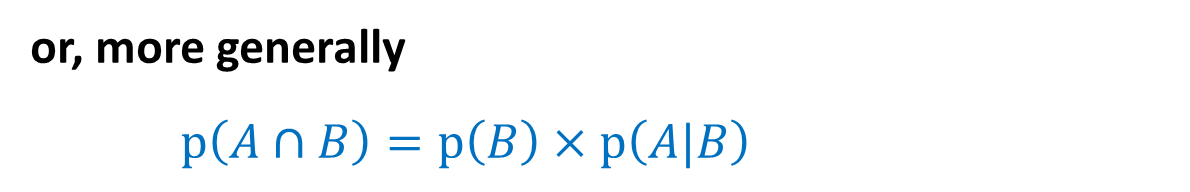 or, more generally
p(A ∩ B) = p(B) × p(A|B)